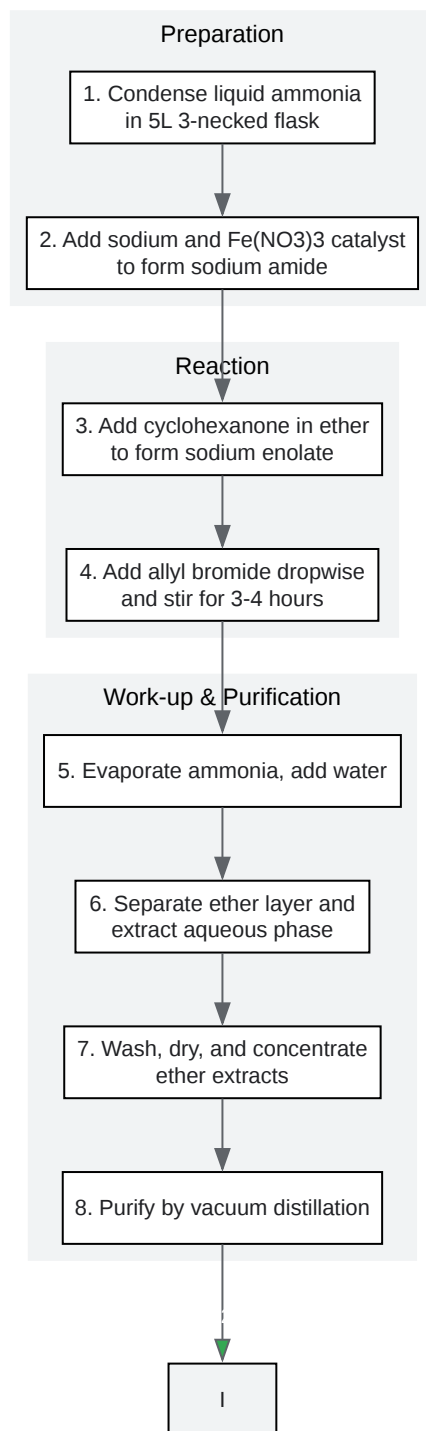 Preparation
1. Condense liquid ammonia
in 5L 3-necked flask
2. Add sodium and Fe(NO3)3 catalyst
to form sodium amide
Reaction
3. Add cyclohexanone in ether
to form sodium enolate
4. Add allyl bromide dropwise
and stir for 3-4 hours
Work-up & Purification
5. Evaporate ammonia, add water
6. Separate ether layer and
extract aqueous phase
7. Wash, dry, and concentrate
ether extracts
8. Purify by vacuum distillation
I